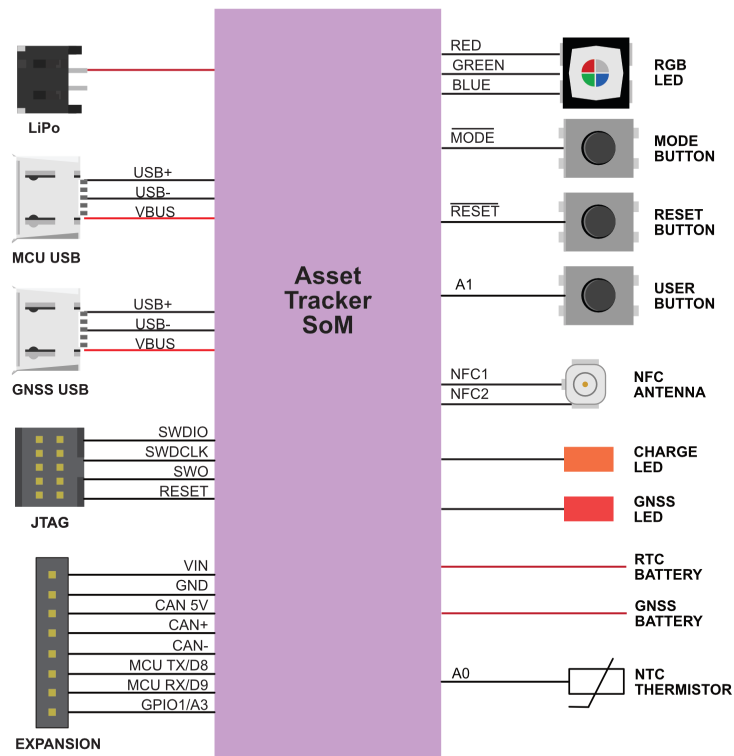 LiPo
USB+
USB-
VBUS
MCU USB
USB+
USB-
VBUS
GNSS USB
SWDIO
SWDCLK
SWO
RESET
JTAG
VIN
GND
CAN 5V
CAN+
CAN-
MCU TX/D8
MCU RX/D9
GPIO1/A3
EXPANSION
Asset
Tracker
SoM
RED
GREEN
BLUE
RGB
LED
MODE
MODE
BUTTON
RESET
RESET
BUTTON
A1
USER
BUTTON
NFC1
NFC2
NFC
ANTENNA
CHARGE
LED
GNSS
LED
RTC
BATTERY
GNSS
BATTERY
A0
NTC
THERMISTOR